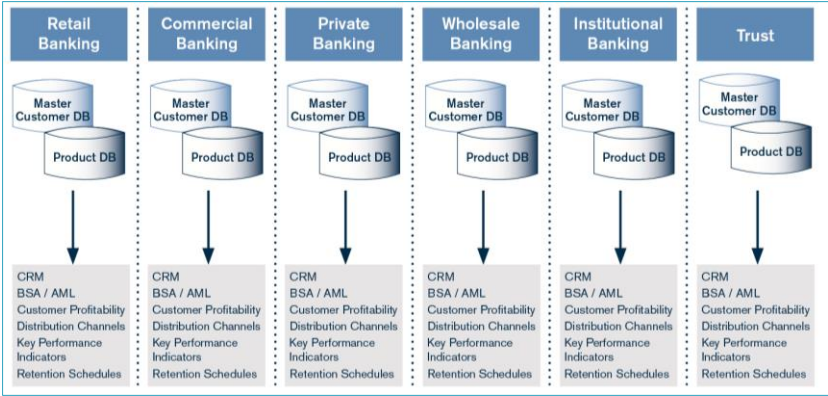 Retail
Banking
Master
Customer DB
Product DB
CRM
BSA / AML
Customer Profitability
Distribution Channels
Key Performance
Indicators
Retention Schedules
Commercial
Banking
Master
Customer DB
Product DB
CRM
BSA / AML
Customer Profitability
Distribution Channels
Key Performance
Indicators
Retention Schedules
Private
Banking
Master
Customer DB
Product DB
CRM
BSA / AML
Customer Profitability
Distribution Channels
Key Performance
Indicators
Retention Schedules
Wholesale
Banking
Master
Customer DB
Product DB
CRM
BSA / AML
Customer Profitability
Distribution Channels
Key Performance
Indicators
Retention Schedules
Institutional
Banking
Master
Customer DB
Product DB
CRM
BSA / AML
Customer Profitability
Distribution Channels
Key Performance
Indicators
Retention Schedules
Trust
Master
Customer DB
Product DB
CRM
BSA / AML
Customer Profitability
Distribution Channels
Key Performance
Indicators
Retention Schedules